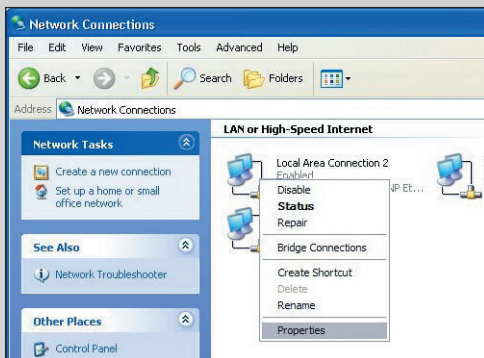 Network Connections
File Edit View Favorites Tools Advanced Help
Back Search Folders
Address Network Connections
Network Tasks
Create a new connection
Set up a home or small
office network
See Also
Network Troubleshooter
Other Places
Control Panel
LAN or High-Speed Internet
Local Area Connection 2
Enabled
Disable
Status
Repair
Bridge Connections
Create Shortcut
Delete
Rename
Properties